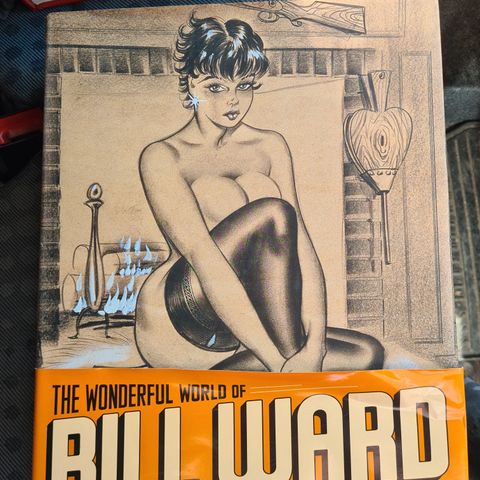 THE WONDERFUL WORLD OF
BILL WARD